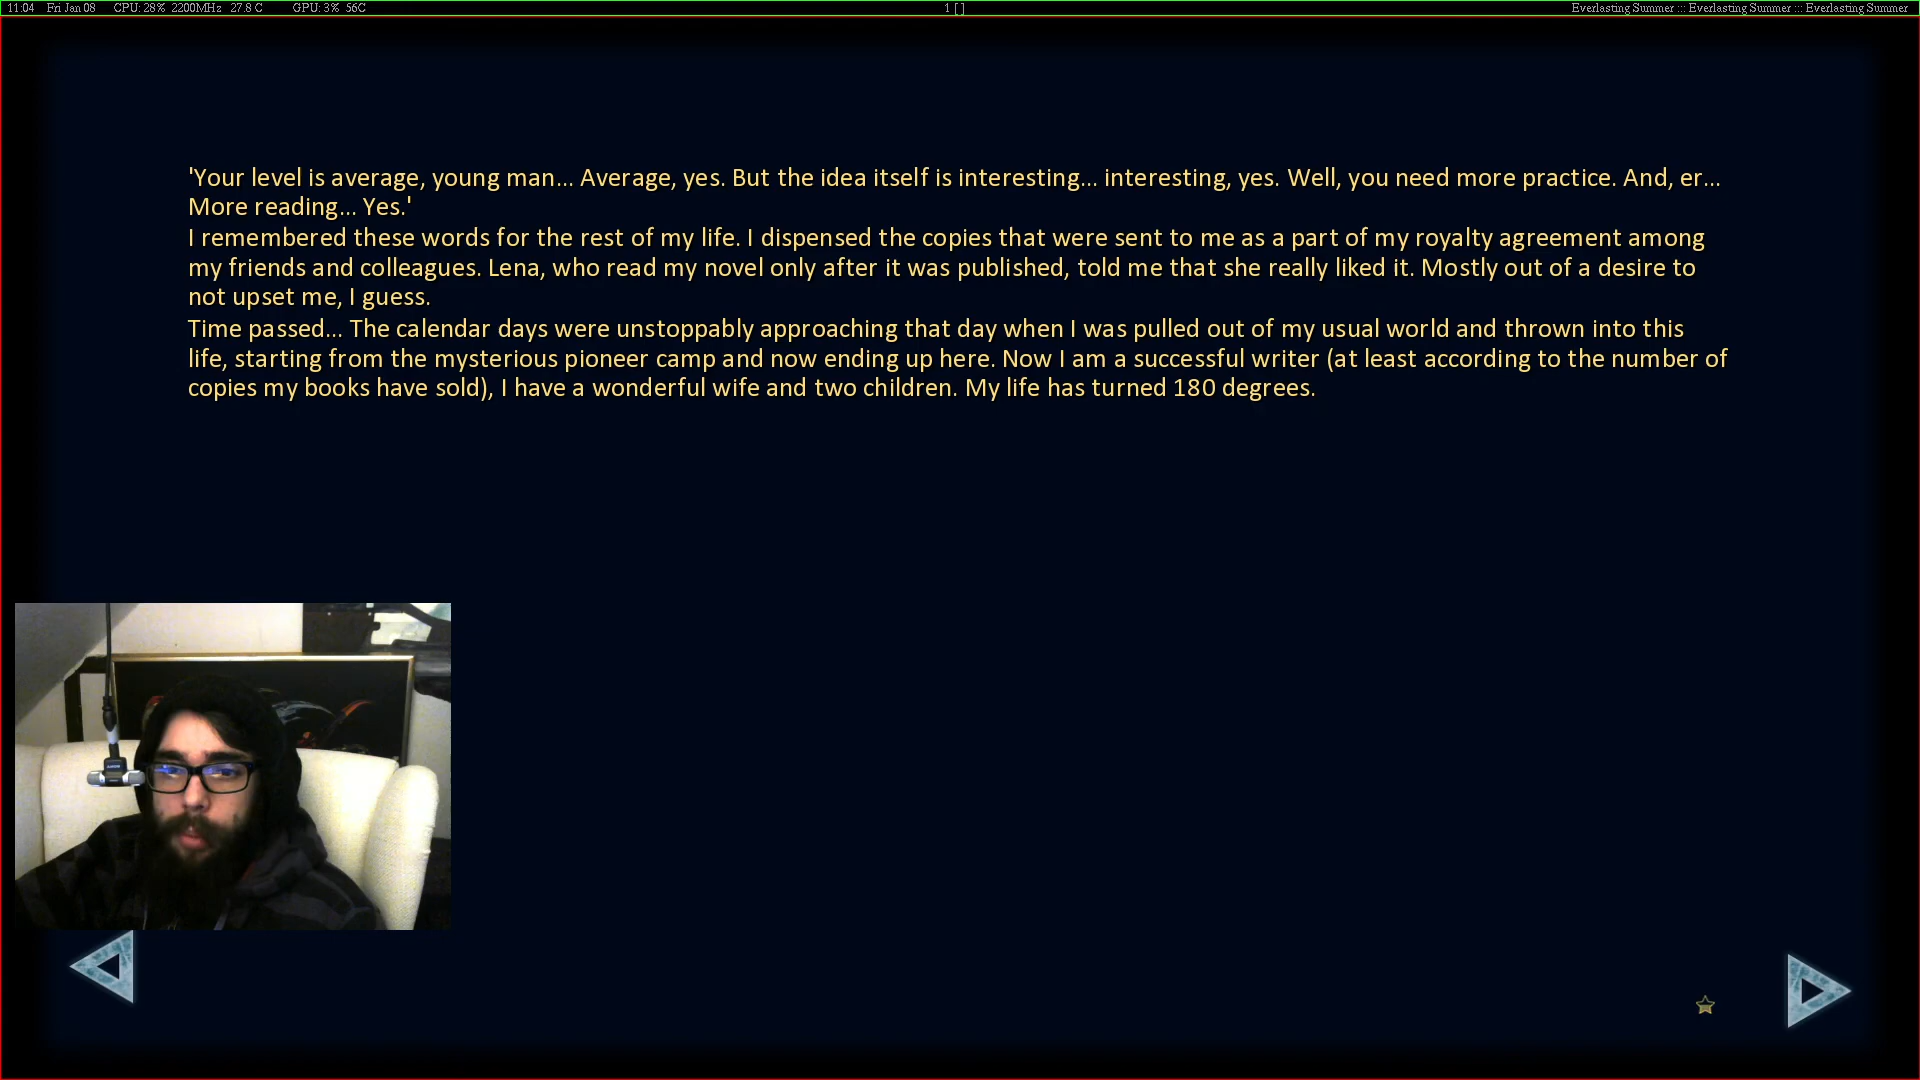 11:04 Fri Jan 08 CPU: 28% 2200MHz 27.8 C GPU: 3% 56C 1 [ ] Everlasting Summer ::: Everlasting Summer ::: Everlasting Summer
'Your level is average, young man... Average, yes. But the idea itself is interesting... interesting, yes. Well, you need more practice. And, er...
More reading... Yes.'
I remembered these words for the rest of my life. I dispensed the copies that were sent to me as a part of my royalty agreement among
my friends and colleagues. Lena, who read my novel only after it was published, told me that she really liked it. Mostly out of a desire to
not upset me, I guess.
Time passed... The calendar days were unstoppably approaching that day when I was pulled out of my usual world and thrown into this
life, starting from the mysterious pioneer camp and now ending up here. Now I am a successful writer (at least according to the number of
copies my books have sold), I have a wonderful wife and two children. My life has turned 180 degrees.